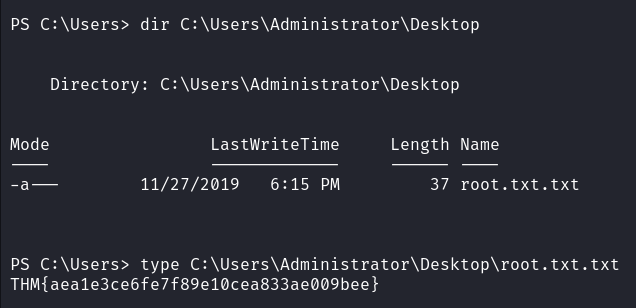 PS C:\Users> dir C:\Users\Administrator\Desktop
Directory: C:\Users\Administrator\Desktop
Mode                LastWriteTime     Length Name
----                -------------     ------ ----
-a---        11/27/2019   6:15 PM         37 root.txt.txt
PS C:\Users> type C:\Users\Administrator\Desktop\root.txt.txt
THM{aea1e3ce6fe7f89e10cea833ae009bee}